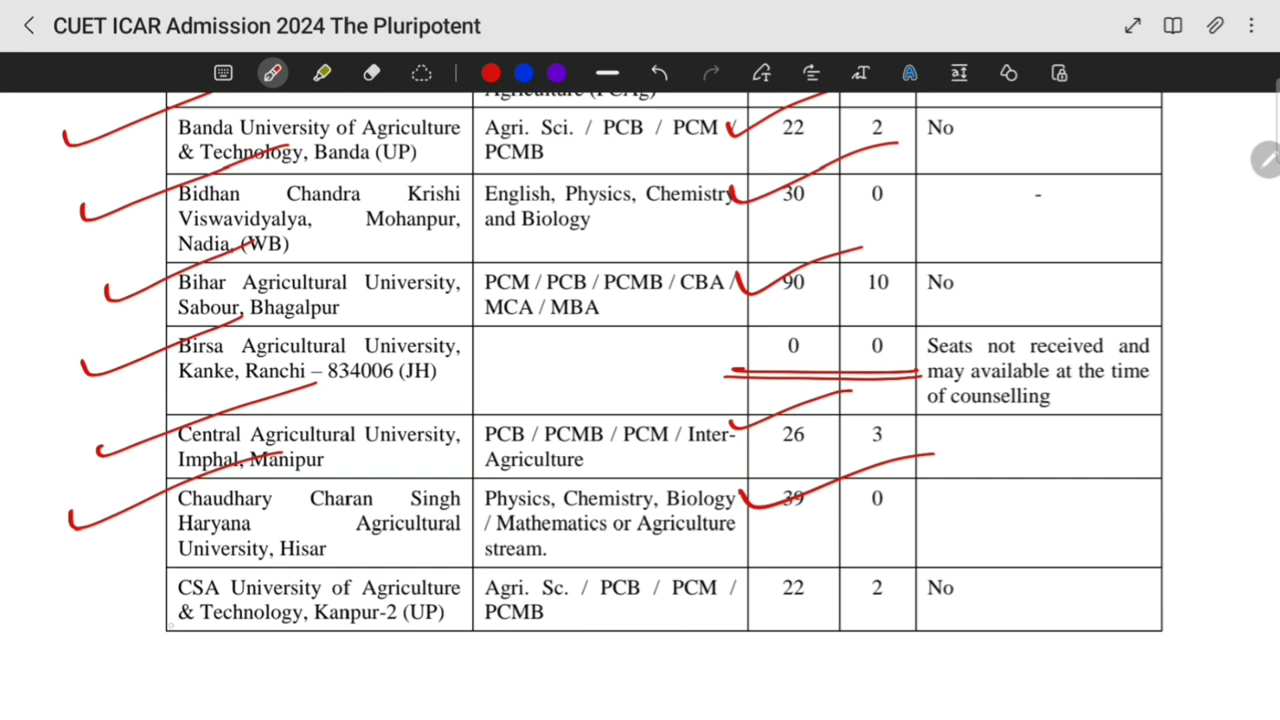 CUET ICAR Admission 2024 The Pluripotent
Agriculture (PCAg)
Banda University of Agriculture
& Technology, Banda (UP)
Agri. Sci. / PCB / PCM /
PCMB
22
2
No
Bidhan Chandra Krishi
Viswavidyalya, Mohanpur,
Nadia, (WB)
English, Physics, Chemistry
and Biology
30
0
-
Bihar Agricultural University,
Sabour, Bhagalpur
PCM / PCB / PCMB / CBA /
MCA / MBA
90
10
No
Birsa Agricultural University,
Kanke, Ranchi – 834006 (JH)
0
0
Seats not received and
may available at the time
of counselling
Central Agricultural University,
Imphal, Manipur
PCB / PCMB / PCM / Inter-
Agriculture
26
3
Chaudhary Charan Singh
Haryana Agricultural
University, Hisar
Physics, Chemistry, Biology
/ Mathematics or Agriculture
stream.
39
0
CSA University of Agriculture
& Technology, Kanpur-2 (UP)
Agri. Sc. / PCB / PCM /
PCMB
22
2
No